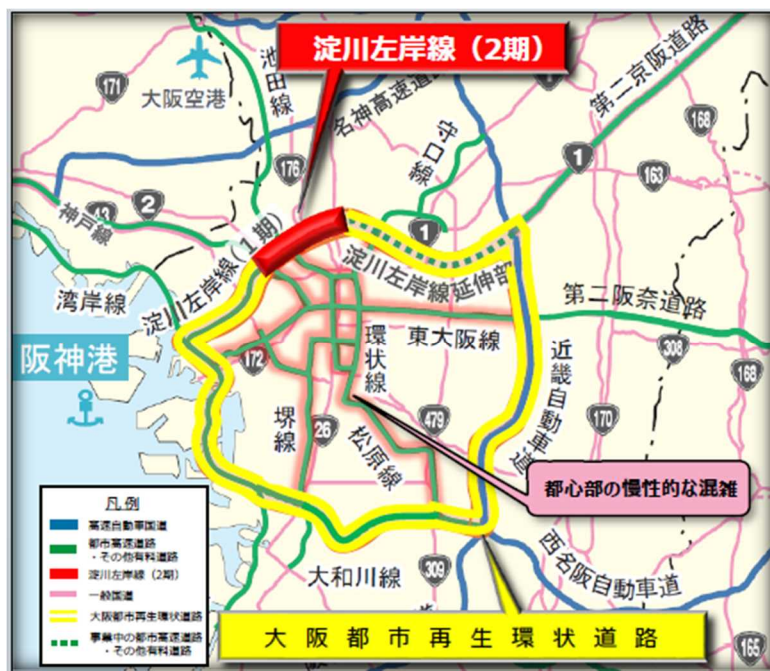 淀川左岸線（2期）
171
大阪空港
池田線
名神高速道路
守口線
第二京阪道路
1
168
176
163
43
2
神戸線
淀川左岸線(1期)
1
淀川左岸線延伸部
湾岸線
第二阪奈道路
阪神港
172
環状線
東大阪線
近畿自動車道
308
168
堺線
26
松原線
479
170
都心部の慢性的な混雑
凡例
高速自動車国道
都市高速道路
・その他有料道路
淀川左岸線（2期）
一般国道
大阪都市再生環状道路
事業中の都市高速道路
・その他有料道路
大和川線
309
西名阪自動車道
大阪都市再生環状道路
165